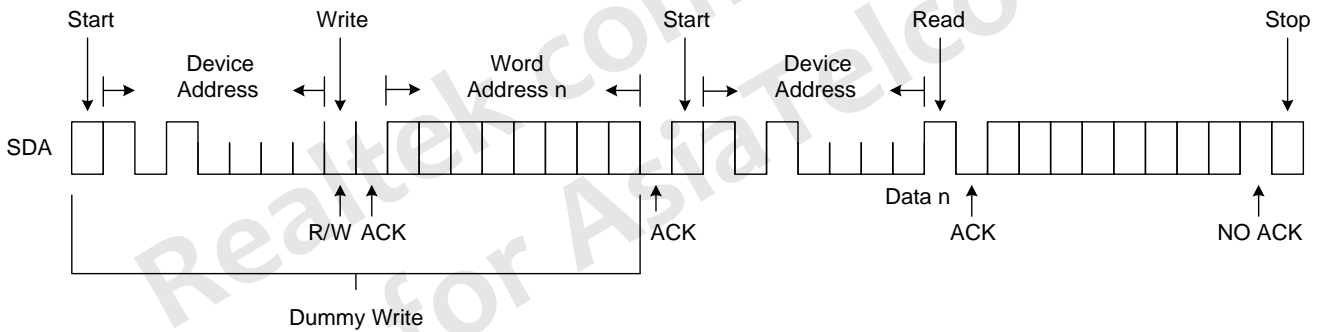 Start Write Start Read Stop
Device Address
Word Address n
Device Address
SDA
Data n
R/W ACK ACK ACK NO ACK
Dummy Write
Realtek con
for AsiaTelco